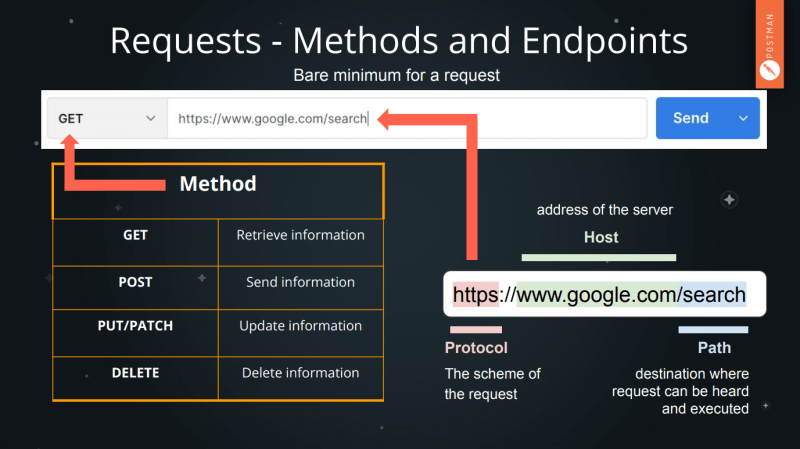 Requests - Methods and Endpoints
POSTMAN
Bare minimum for a request
GET
https://www.google.com/search
Send
Method
GET
Retrieve information
POST
Send information
PUT/PATCH
Update information
DELETE
Delete information
address of the server
Host
https://www.google.com/search
Protocol
The scheme of
the request
Path
destination where
request can be heard
and executed